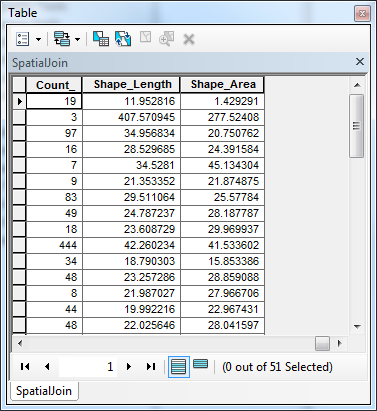 Table
SpatialJoin
Count_ Shape_Length Shape_Area
19 11.952816 1.429291
3 407.570945 277.52408
97 34.956834 20.750762
16 28.529685 24.391584
7 34.5281 45.134304
9 21.353352 21.874875
83 29.511064 25.57784
49 24.787237 28.187787
18 23.608729 29.969937
444 42.260234 41.533602
34 18.790303 15.853386
48 23.257286 28.859088
8 21.987027 27.966706
44 19.992216 22.967431
48 22.025646 28.041597
1 (0 out of 51 Selected)
SpatialJoin